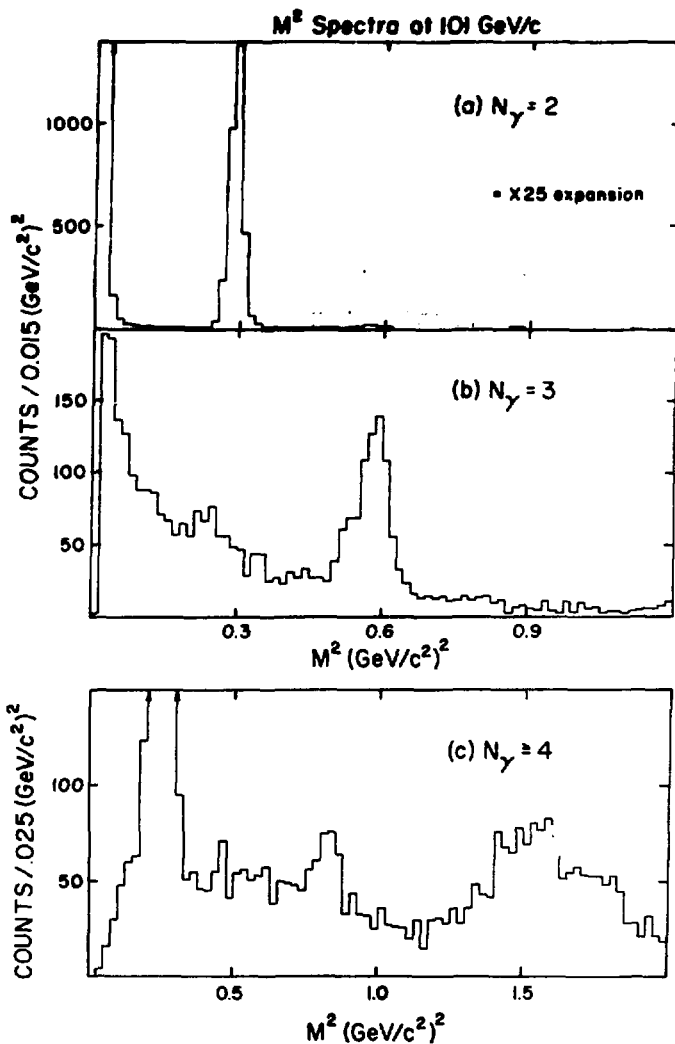 M² Spectra at 101 GeV/c
(a) Nγ = 2
• X25 expansion
1000
500
COUNTS / 0.015 (GeV/c²)²
(b) Nγ = 3
150
100
50
0.3 0.6 0.9
M² (GeV/c²)²
(c) Nγ ≥ 4
COUNTS / .025 (GeV/c²)²
100
50
0.5 1.0 1.5
M² (GeV/c²)²